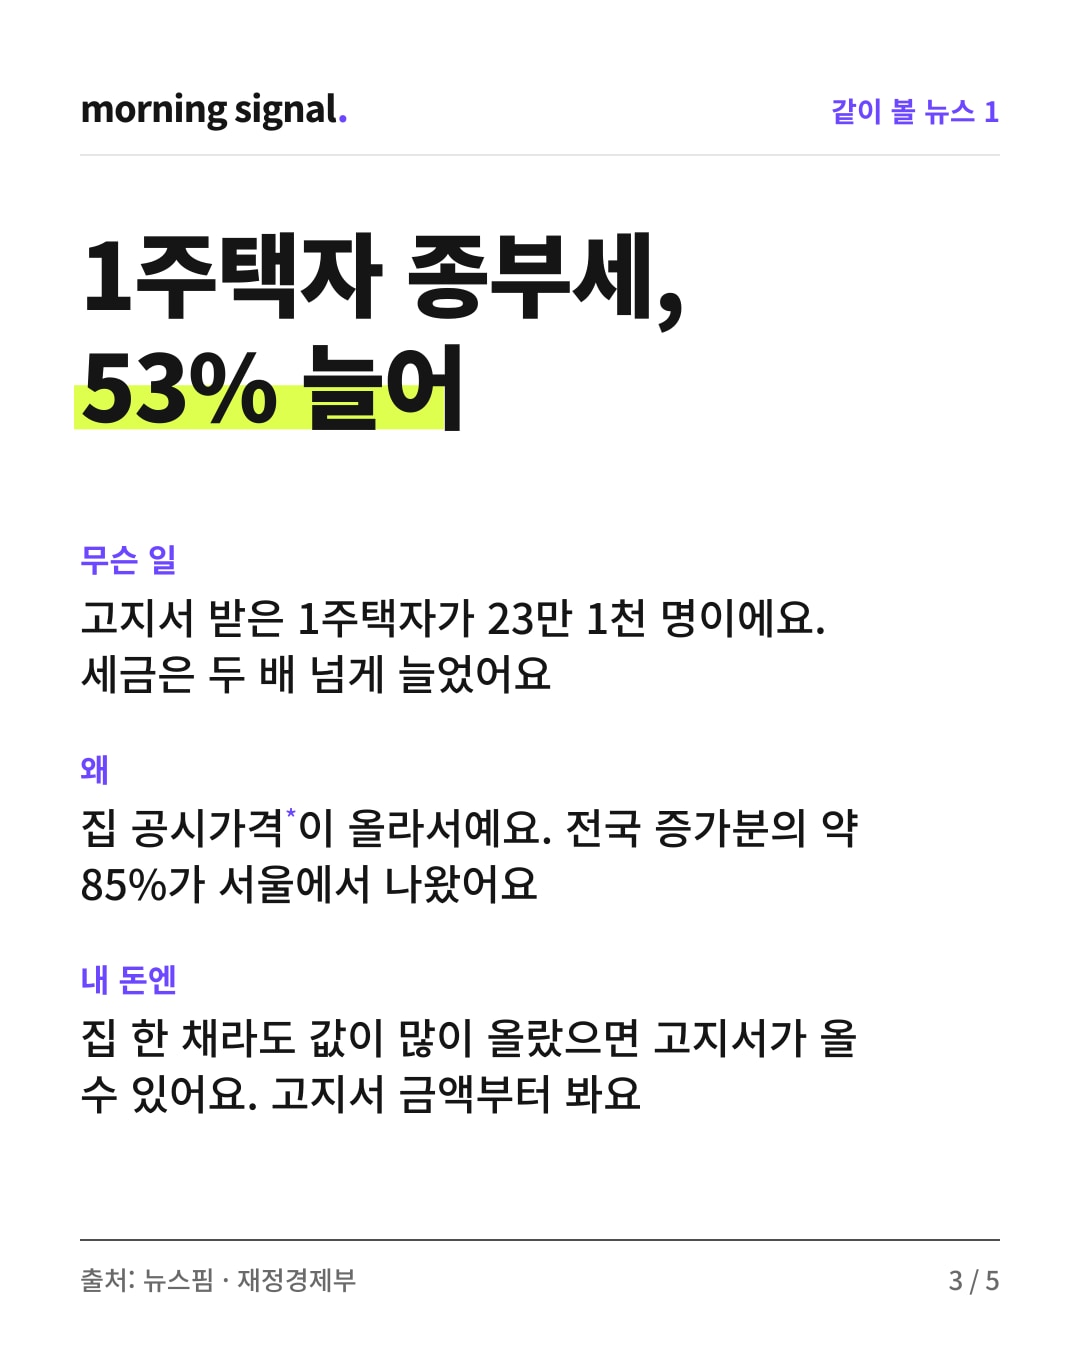 morning signal.
같이 볼 뉴스 1
1주택자 종부세,
53% 늘어
무슨 일
고지서 받은 1주택자가 23만 1천 명이에요.
세금은 두 배 넘게 늘었어요
왜
집 공시가격*이 올라서예요. 전국 증가분의 약
85%가 서울에서 나왔어요
내 돈엔
집 한 채라도 값이 많이 올랐으면 고지서가 올
수 있어요. 고지서 금액부터 봐요
출처: 뉴스핌 · 재정경제부
3 / 5